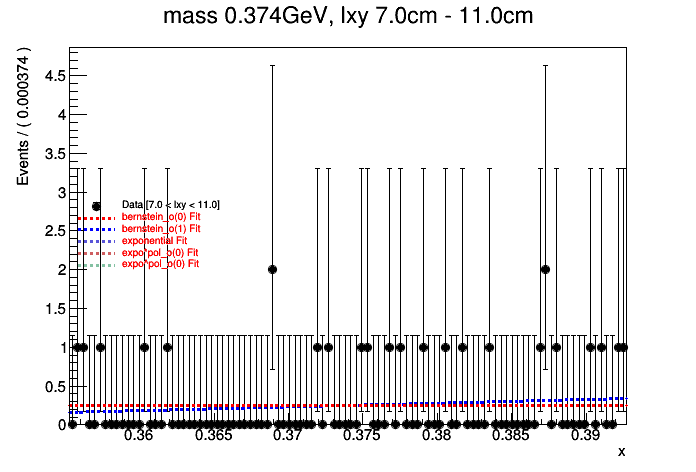 mass 0.374GeV, lxy 7.0cm - 11.0cm
Events / ( 0.000374 )
4.5
4
3.5
3
2.5
2
1.5
1
0.5
0
Data [7.0 < lxy < 11.0]
bernstein_o(0) Fit
bernstein_o(1) Fit
exponential Fit
expo*pol_o(0) Fit
expo*pol_o(0) Fit
0.36 0.365 0.37 0.375 0.38 0.385 0.39
x